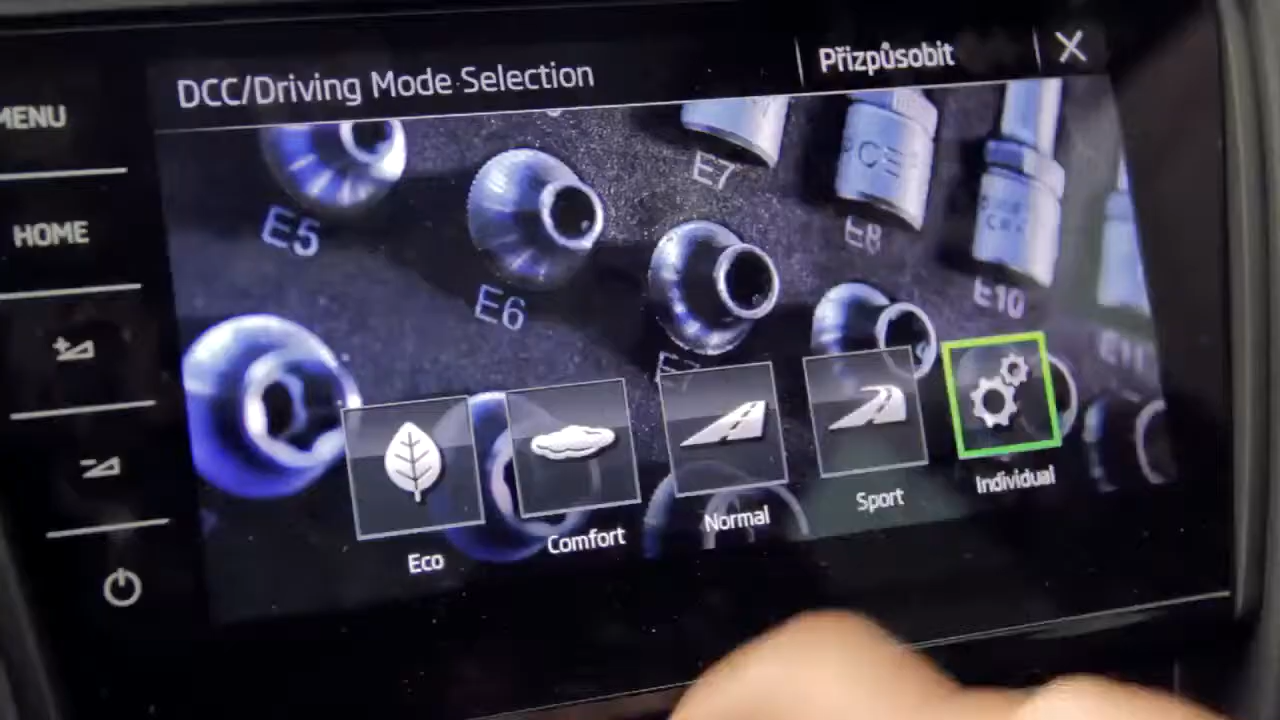 MENU
DCC/Driving Mode Selection
Přizpůsobit
X
HOME
E5
E6
E7
E8
E10
Eco
Comfort
Normal
Sport
Individual